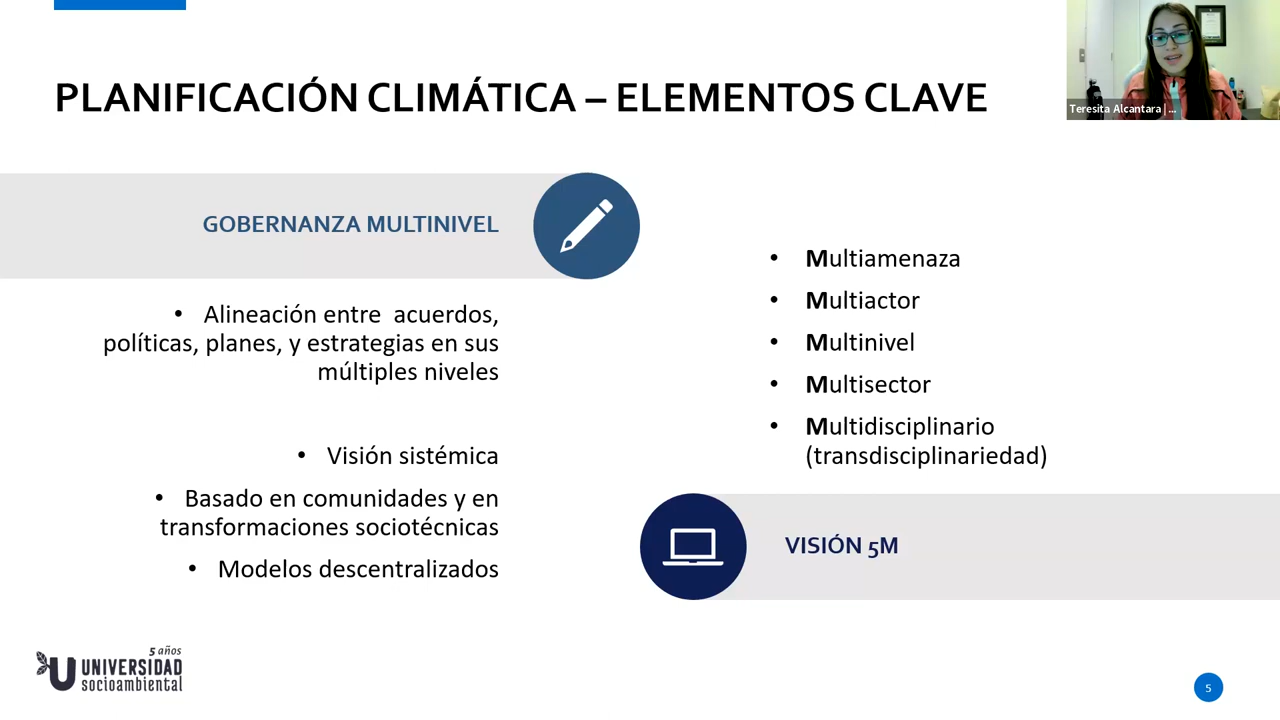 PLANIFICACIÓN CLIMÁTICA – ELEMENTOS CLAVE
Teresita Alcantara | ...
GOBERNANZA MULTINIVEL
• Alineación entre acuerdos,
políticas, planes, y estrategias en sus
múltiples niveles
• Visión sistémica
• Basado en comunidades y en
transformaciones sociotécnicas
• Modelos descentralizados
• Multiamenaza
• Multiactor
• Multinivel
• Multisector
• Multidisciplinario
(transdisciplinariedad)
VISIÓN 5M
5 años
UNIVERSIDAD
socioambiental
5